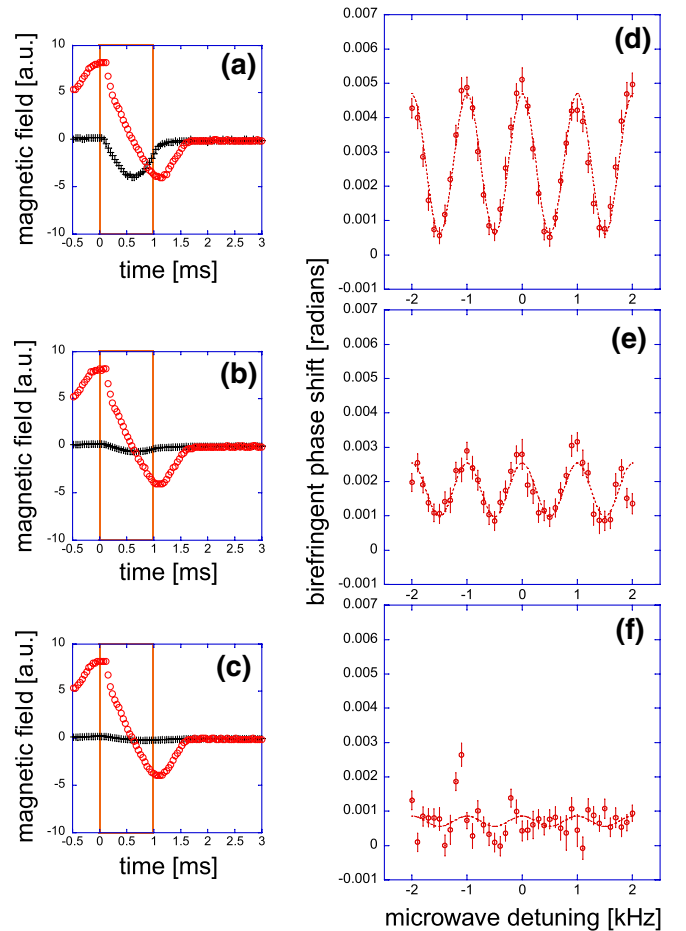 (a)
magnetic field [a.u.]
10
5
0
-5
-10
-0.5 0 0.5 1 1.5 2 2.5 3
time [ms]
(b)
magnetic field [a.u.]
10
5
0
-5
-10
-0.5 0 0.5 1 1.5 2 2.5 3
time [ms]
(c)
magnetic field [a.u.]
10
5
0
-5
-10
-0.5 0 0.5 1 1.5 2 2.5 3
time [ms]
birefringent phase shift [radians]
(d)
0.007
0.006
0.005
0.004
0.003
0.002
0.001
0
-0.001
-2 -1 0 1 2
(e)
0.007
0.006
0.005
0.004
0.003
0.002
0.001
0
-0.001
-2 -1 0 1 2
(f)
0.007
0.006
0.005
0.004
0.003
0.002
0.001
0
-0.001
-2 -1 0 1 2
microwave detuning [kHz]